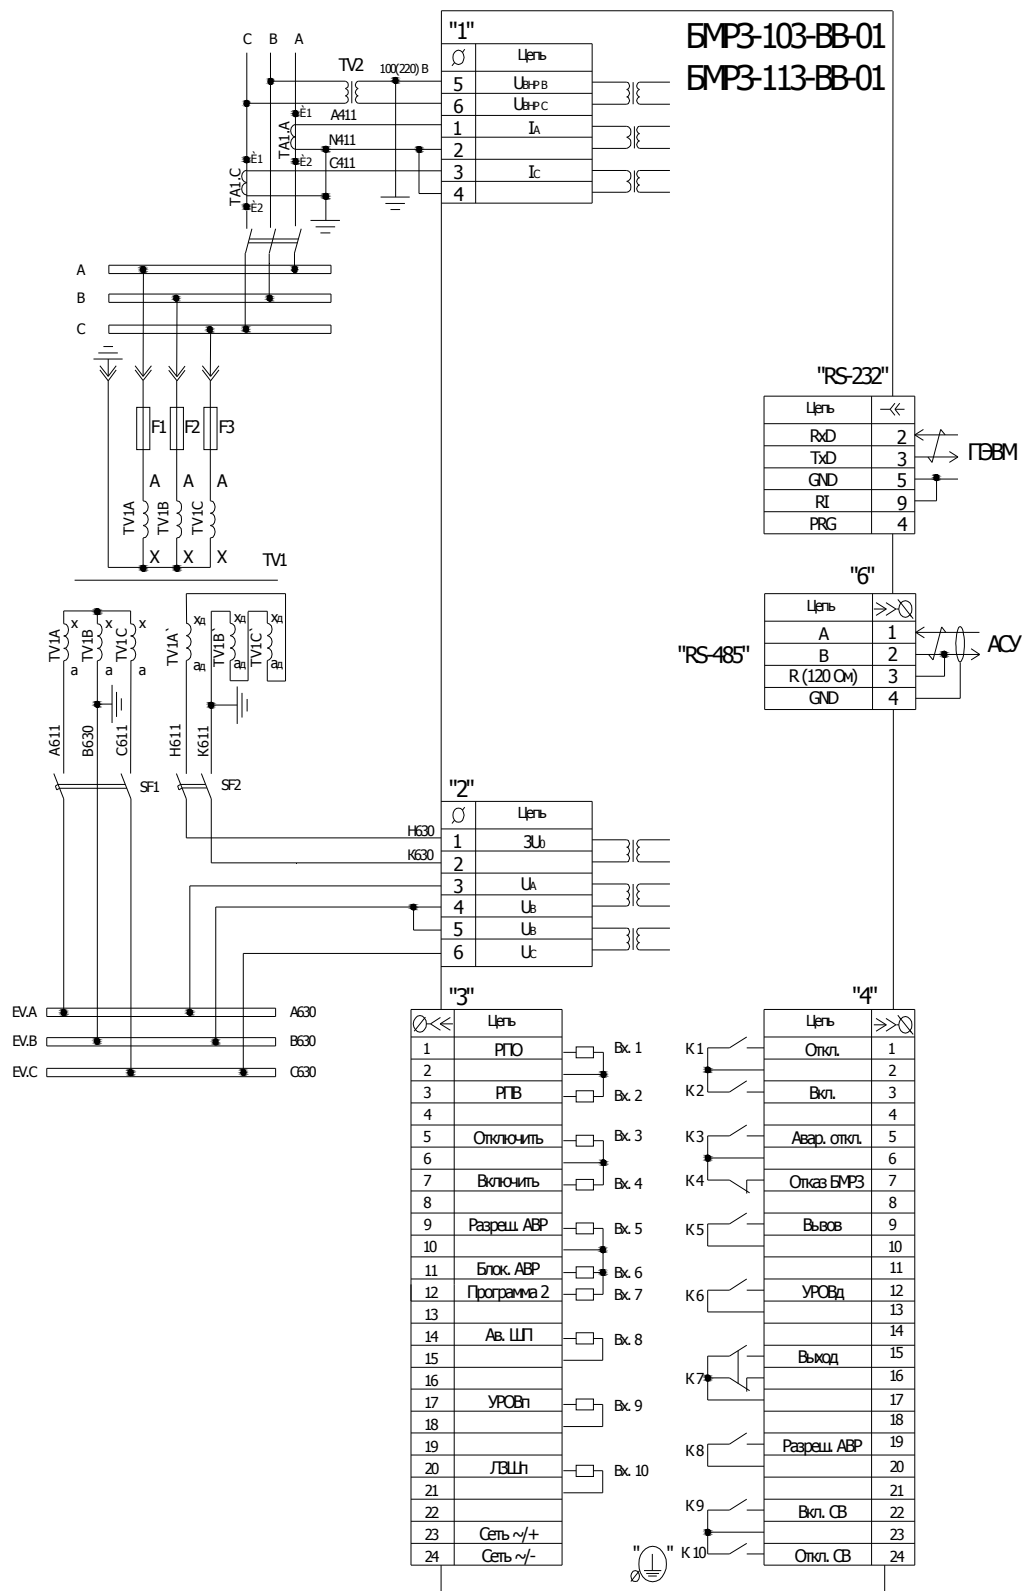 БМРЗ-103-ВВ-01
БМРЗ-113-ВВ-01
C B A
TV2
100(220) В
È1
A411
N411
C411
È1
È2
È2
TA1.A
TA1.C
"1"
Ø Цепь
5 UВНР В
6 UВНР С
1 IA
2
3 IC
4
A
B
C
F1 F2 F3
A A A
TV1A TV1B TV1C
X X X
TV1
x x x
TV1A TV1B TV1C
a a a
xд xд xд
TV1A` TV1B` TV1C`
aд aд aд
A611 B630 C611 H611 K611
SF1 SF2
"RS-232"
Цепь
RxD 2
TxD 3
GND 5
RI 9
PRG 4
ПЭВМ
"6"
"RS-485"
Цепь
A 1
B 2
R (120 Ом) 3
GND 4
АСУ
"2"
Ø Цепь
H630
K630
1 3U0
2
3 UA
4 UB
5 UB
6 UC
EV.A A630
EV.B B630
EV.C C630
"3"
Цепь
1 РПО Вх. 1
2
3 РПВ Вх. 2
4
5 Отключить Вх. 3
6
7 Включить Вх. 4
8
9 Разреш. АВР Вх. 5
10
11 Блок. АВР Вх. 6
12 Программа 2 Вх. 7
13
14 Ав. ШП Вх. 8
15
16
17 УРОВп Вх. 9
18
19
20 ЛЗШп Вх. 10
21
22
23 Сеть ~/+
24 Сеть ~/-
"4"
Цепь
K1 Откл. 1
2
K2 Вкл. 3
4
K3 Авар. откл. 5
6
K4 Отказ БМРЗ 7
8
K5 Вызов 9
10
11
K6 УРОВд 12
13
14
Выход 15
K7 16
17
18
K8 Разреш. АВР 19
20
21
K9 Вкл. СВ 22
23
K10 Откл. СВ 24
" "
Ø